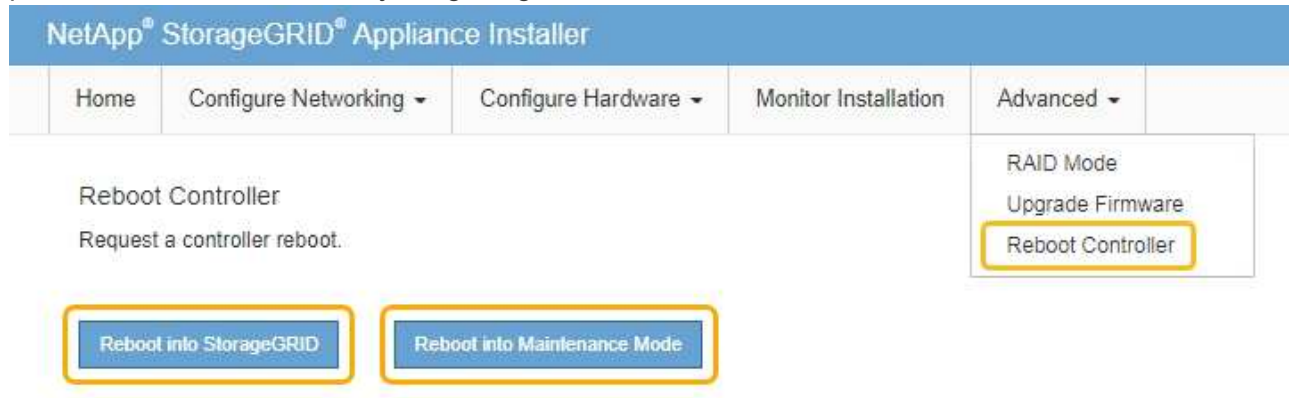 NetApp® StorageGRID® Appliance Installer
Home Configure Networking Configure Hardware Monitor Installation Advanced
RAID Mode
Upgrade Firmware
Reboot Controller
Reboot Controller
Request a controller reboot.
Reboot into StorageGRID Reboot into Maintenance Mode